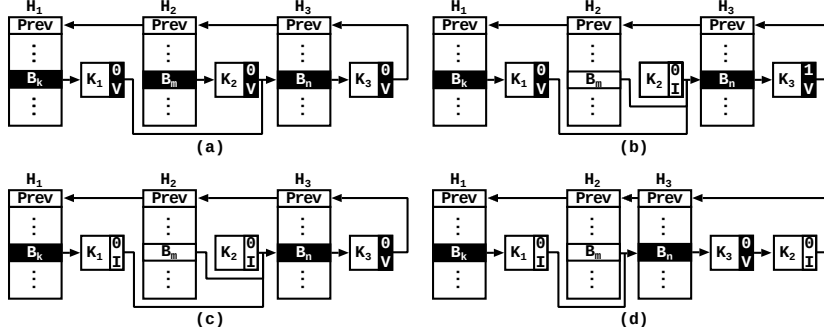 H₁ H₂ H₃
Prev Prev Prev
⋮ ⋮ ⋮
Bₖ K₁ 0 V Bₘ K₂ 0 V Bₙ K₃ 0 V
⋮ ⋮ ⋮
(a)
H₁ H₂ H₃
Prev Prev Prev
⋮ ⋮ ⋮
Bₖ K₁ 0 V Bₘ K₂ 0 I Bₙ K₃ 1 V
⋮ ⋮ ⋮
(b)
H₁ H₂ H₃
Prev Prev Prev
⋮ ⋮ ⋮
Bₖ K₁ 0 I Bₘ K₂ 0 I Bₙ K₃ 0 V
⋮ ⋮ ⋮
(c)
H₁ H₂ H₃
Prev Prev Prev
⋮ ⋮ ⋮
Bₖ K₁ 0 I Bₘ Bₙ K₃ 0 V K₂ 0 I
⋮ ⋮ ⋮
(d)